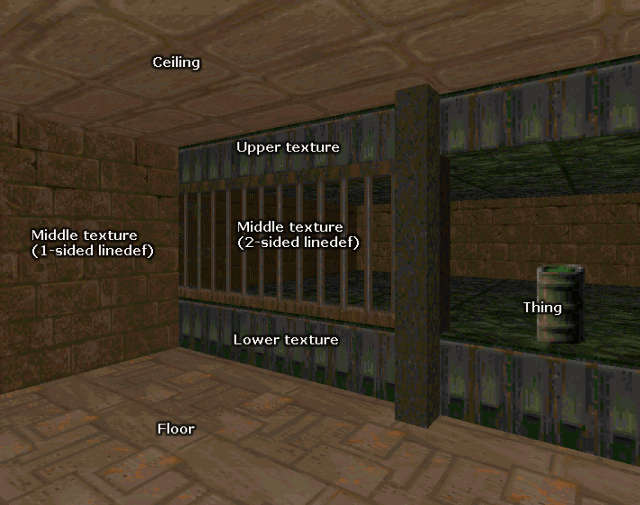 Ceiling
Upper texture
Middle texture
(1-sided linedef)
Middle texture
(2-sided linedef)
Thing
Lower texture
Floor